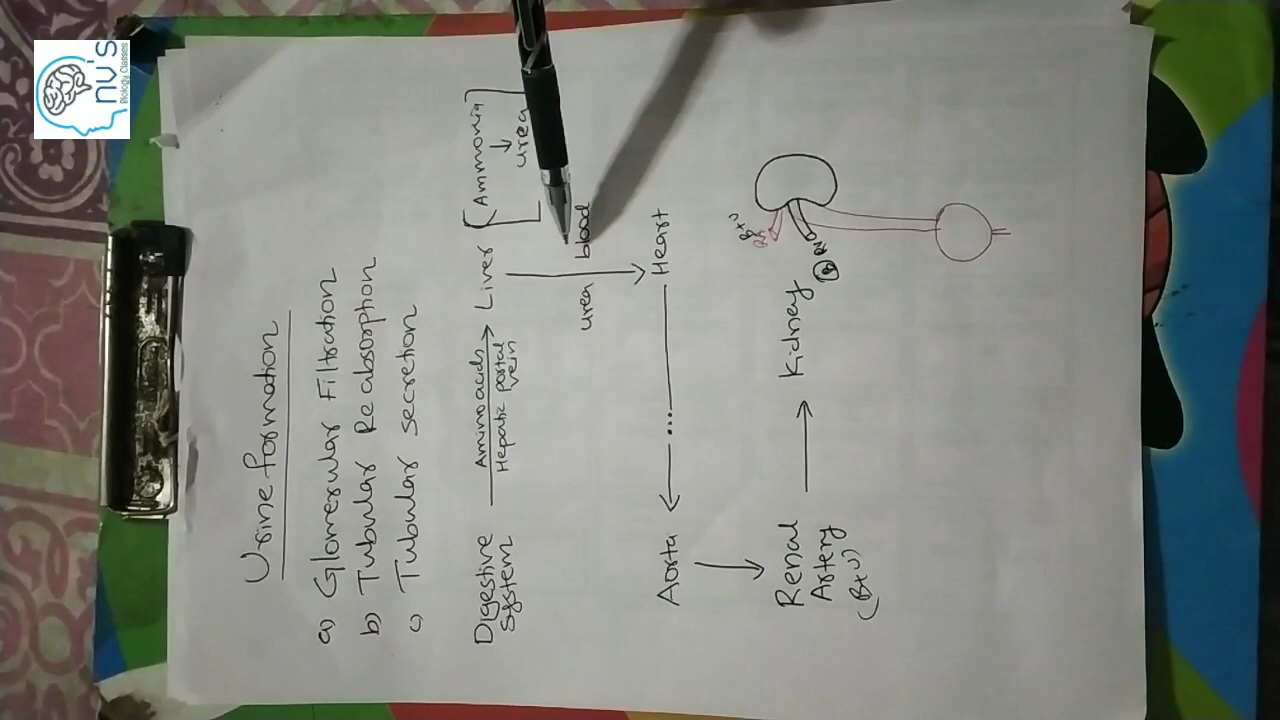 nv's
Biology Classes
Urine formation
a) Glomerular Filtration
b) Tubular Reabsorption
c) Tubular secretion
Digestive system
Amino acids
Hepatic portal vein
Liver
[Ammonia
↓
urea]
urea blood
Heart
...
Aorta
Renal Artery
(B+U)
Kidney